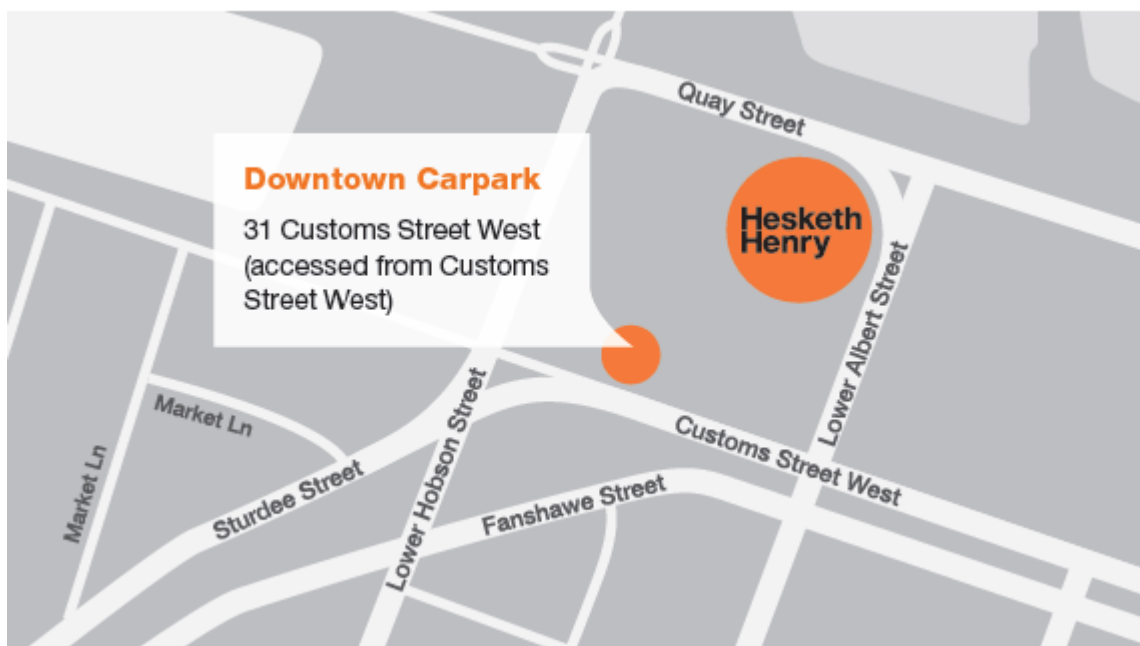 Quay Street
Downtown Carpark
31 Customs Street West
(accessed from Customs
Street West)
Hesketh
Henry
Lower Albert Street
Lower Hobson Street
Market Ln
Market Ln
Sturdee Street
Fanshawe Street
Customs Street West